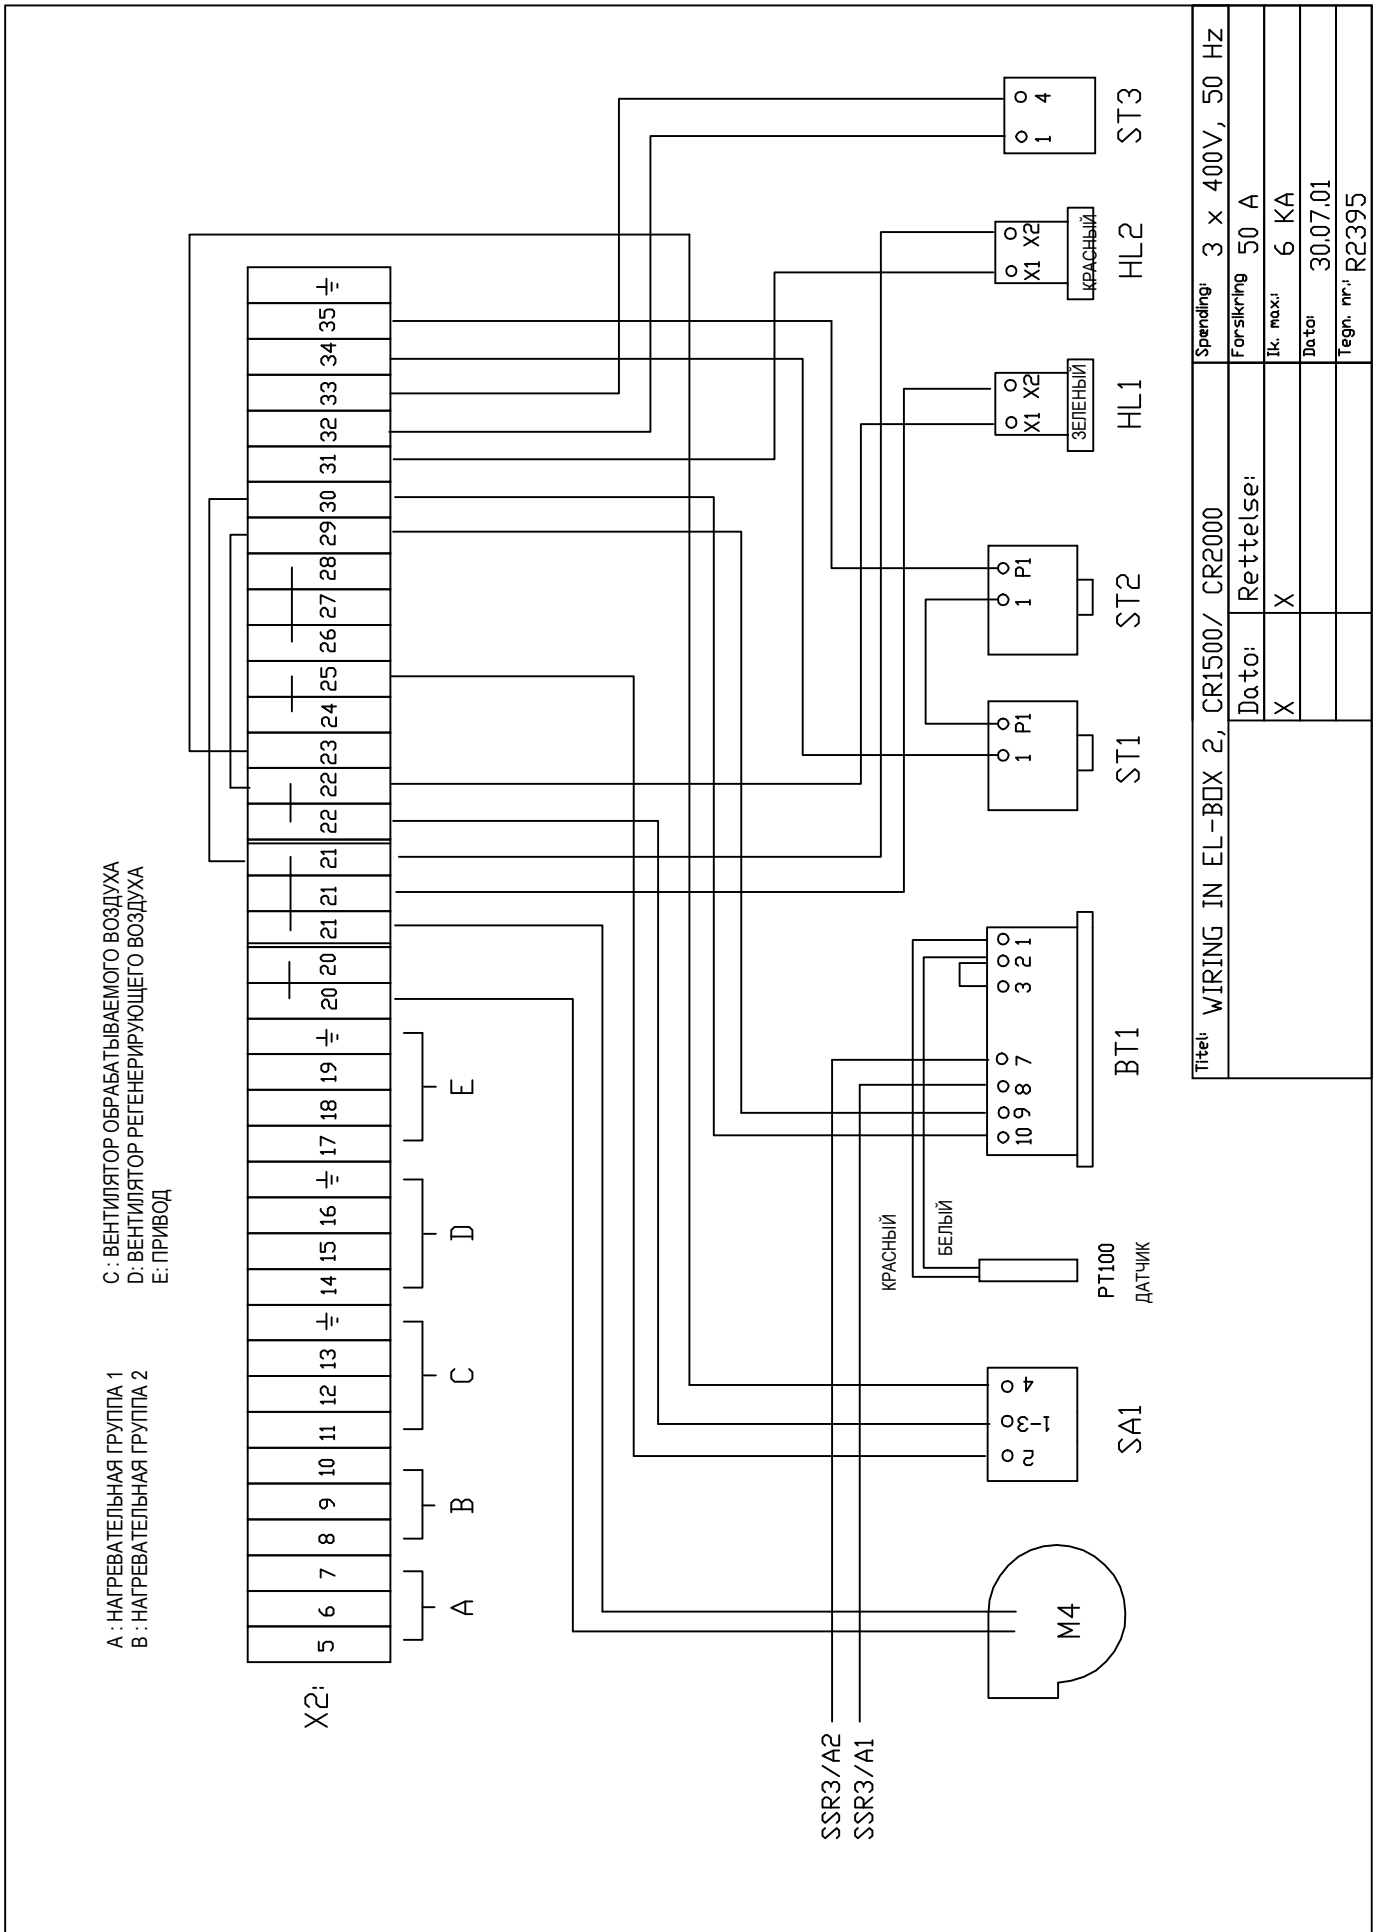 A : НАГРЕВАТЕЛЬНАЯ ГРУППА 1
B : НАГРЕВАТЕЛЬНАЯ ГРУППА 2
C : ВЕНТИЛЯТОР ОБРАБАТЫВАЕМОГО ВОЗДУХА
D: ВЕНТИЛЯТОР РЕГЕНЕРИРУЮЩЕГО ВОЗДУХА
E: ПРИВОД
X2:
5 6 7 8 9 10 11 12 13 14 15 16 17 18 19 20 20 21 21 21 22 22 23 24 25 26 27 28 29 30 31 32 33 34 35
A B C D E
SSR3/A2
SSR3/A1
M4
2 1-3 4
SA1
КРАСНЫЙ
БЕЛЫЙ
PT100
ДАТЧИК
10 9 8 7 3 2 1
BT1
1 P1
ST1
1 P1
ST2
X1 X2
ЗЕЛЕНЫЙ
HL1
X1 X2
КРАСНЫЙ
HL2
1 4
ST3
Titel: WIRING IN EL-BOX 2, CR1500/ CR2000
Dato: Rettelse:
X X
Spænding: 3 x 400V, 50 Hz
Forsikring 50 A
Ik. max.: 6 KA
Dato: 30.07.01
Tegn. nr.: R2395